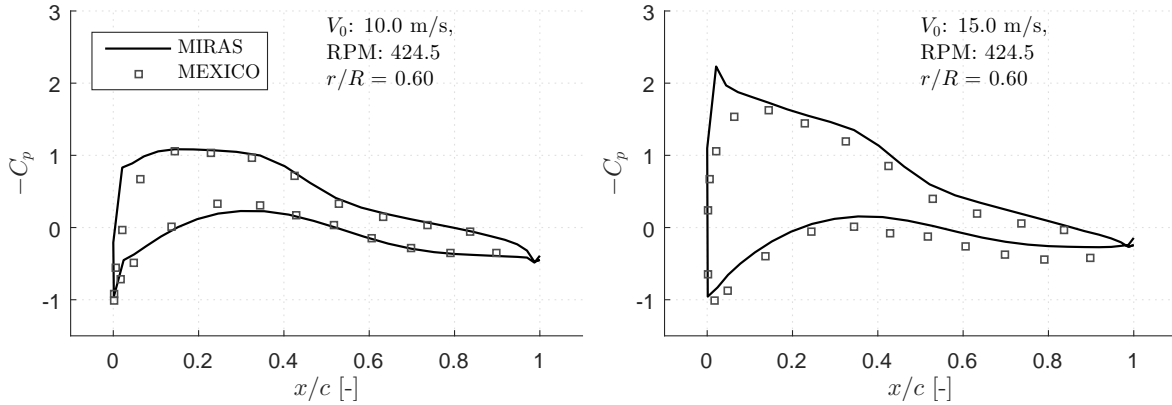 3
2
1
0
-1
−C_p
MIRAS
MEXICO
V_0: 10.0 m/s,
RPM: 424.5
r/R = 0.60
0 0.2 0.4 0.6 0.8 1
x/c [-]
3
2
1
0
-1
−C_p
V_0: 15.0 m/s,
RPM: 424.5
r/R = 0.60
0 0.2 0.4 0.6 0.8 1
x/c [-]